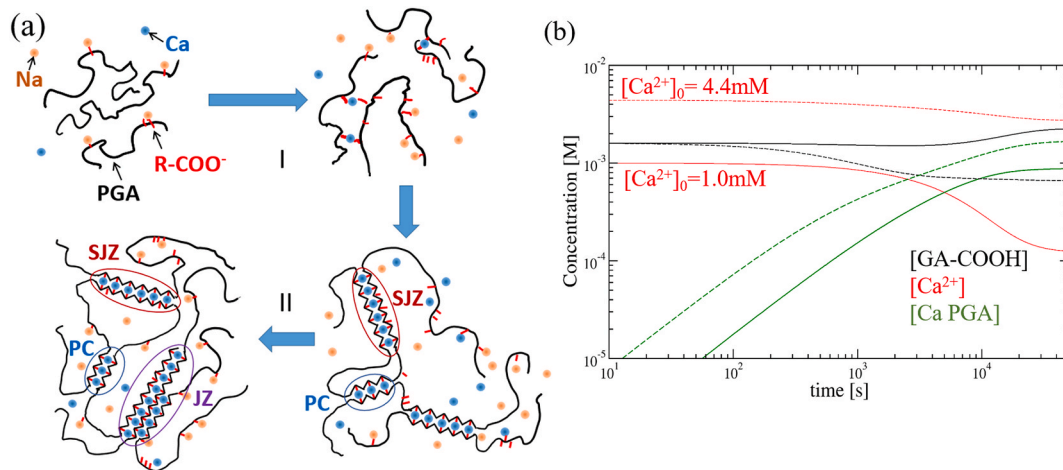 (a)
Ca
Na
R-COO⁻
PGA
I
SJZ
II
PC
JZ
SJZ
PC
(b)
10⁻²
10⁻³
10⁻⁴
10⁻⁵
Concentration [M]
[Ca²⁺]₀= 4.4mM
[Ca²⁺]₀=1.0mM
[GA-COOH]
[Ca²⁺]
[Ca PGA]
10¹ 10² 10³ 10⁴
time [s]